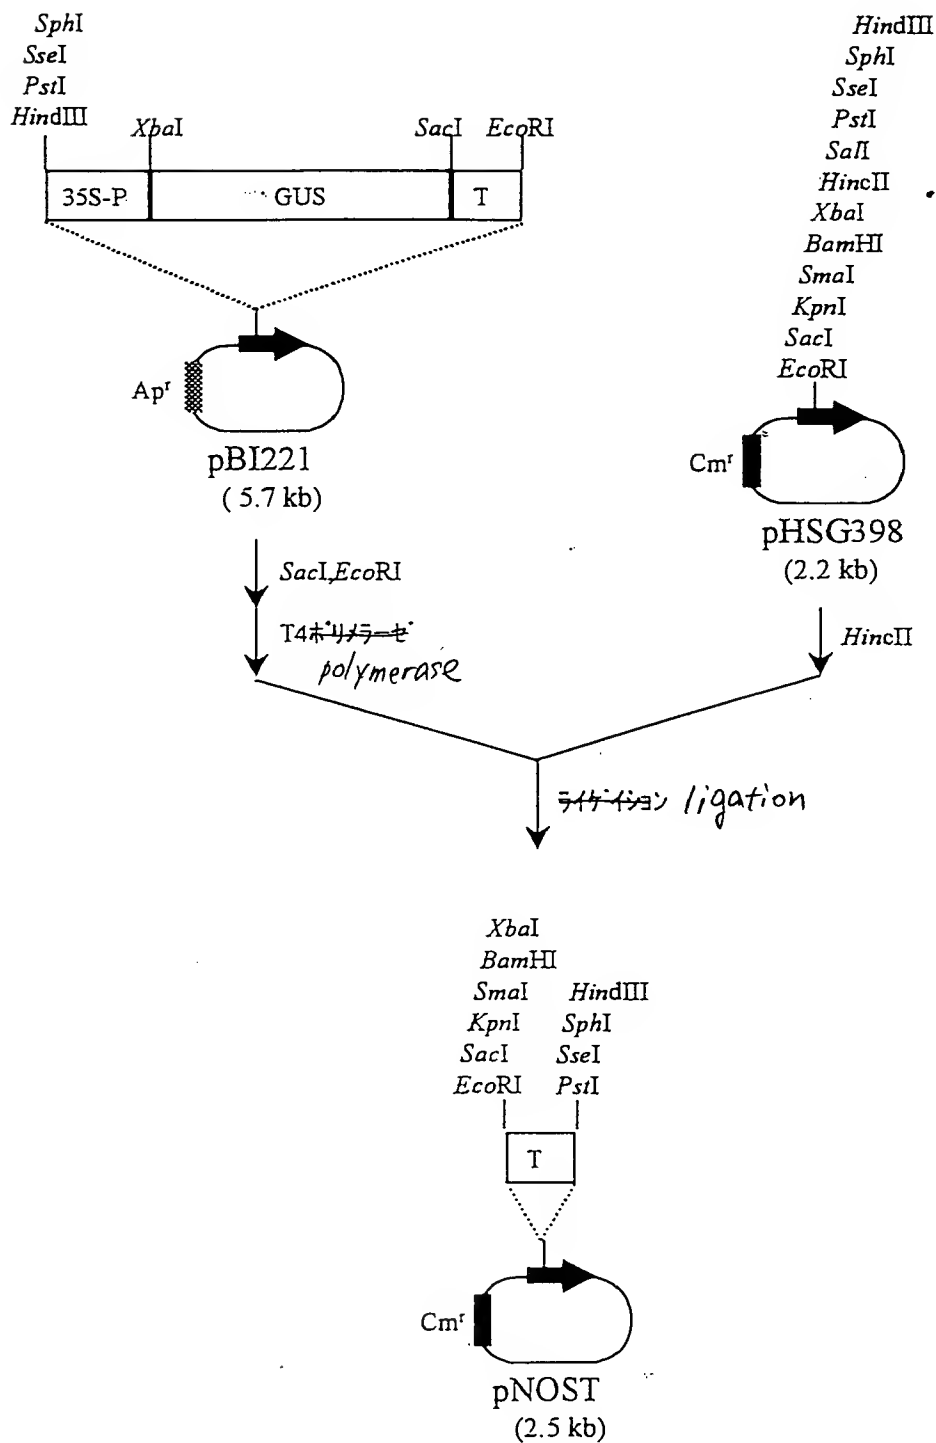 SphI
SseI
PstI
HindIII
XbaI
SacI
EcoRI
35S-P
GUS
T
Apʳ
pBI221
( 5.7 kb)
HindIII
SphI
SseI
PstI
SalI
HincII
XbaI
BamHI
SmaI
KpnI
SacI
EcoRI
Cmʳ
pHSG398
(2.2 kb)
SacI,EcoRI
T4ポリメラーゼ
polymerase
HincII
ライゲイション ligation
XbaI
BamHI
SmaI
KpnI
SacI
EcoRI
HindIII
SphI
SseI
PstI
T
Cmʳ
pNOST
(2.5 kb)